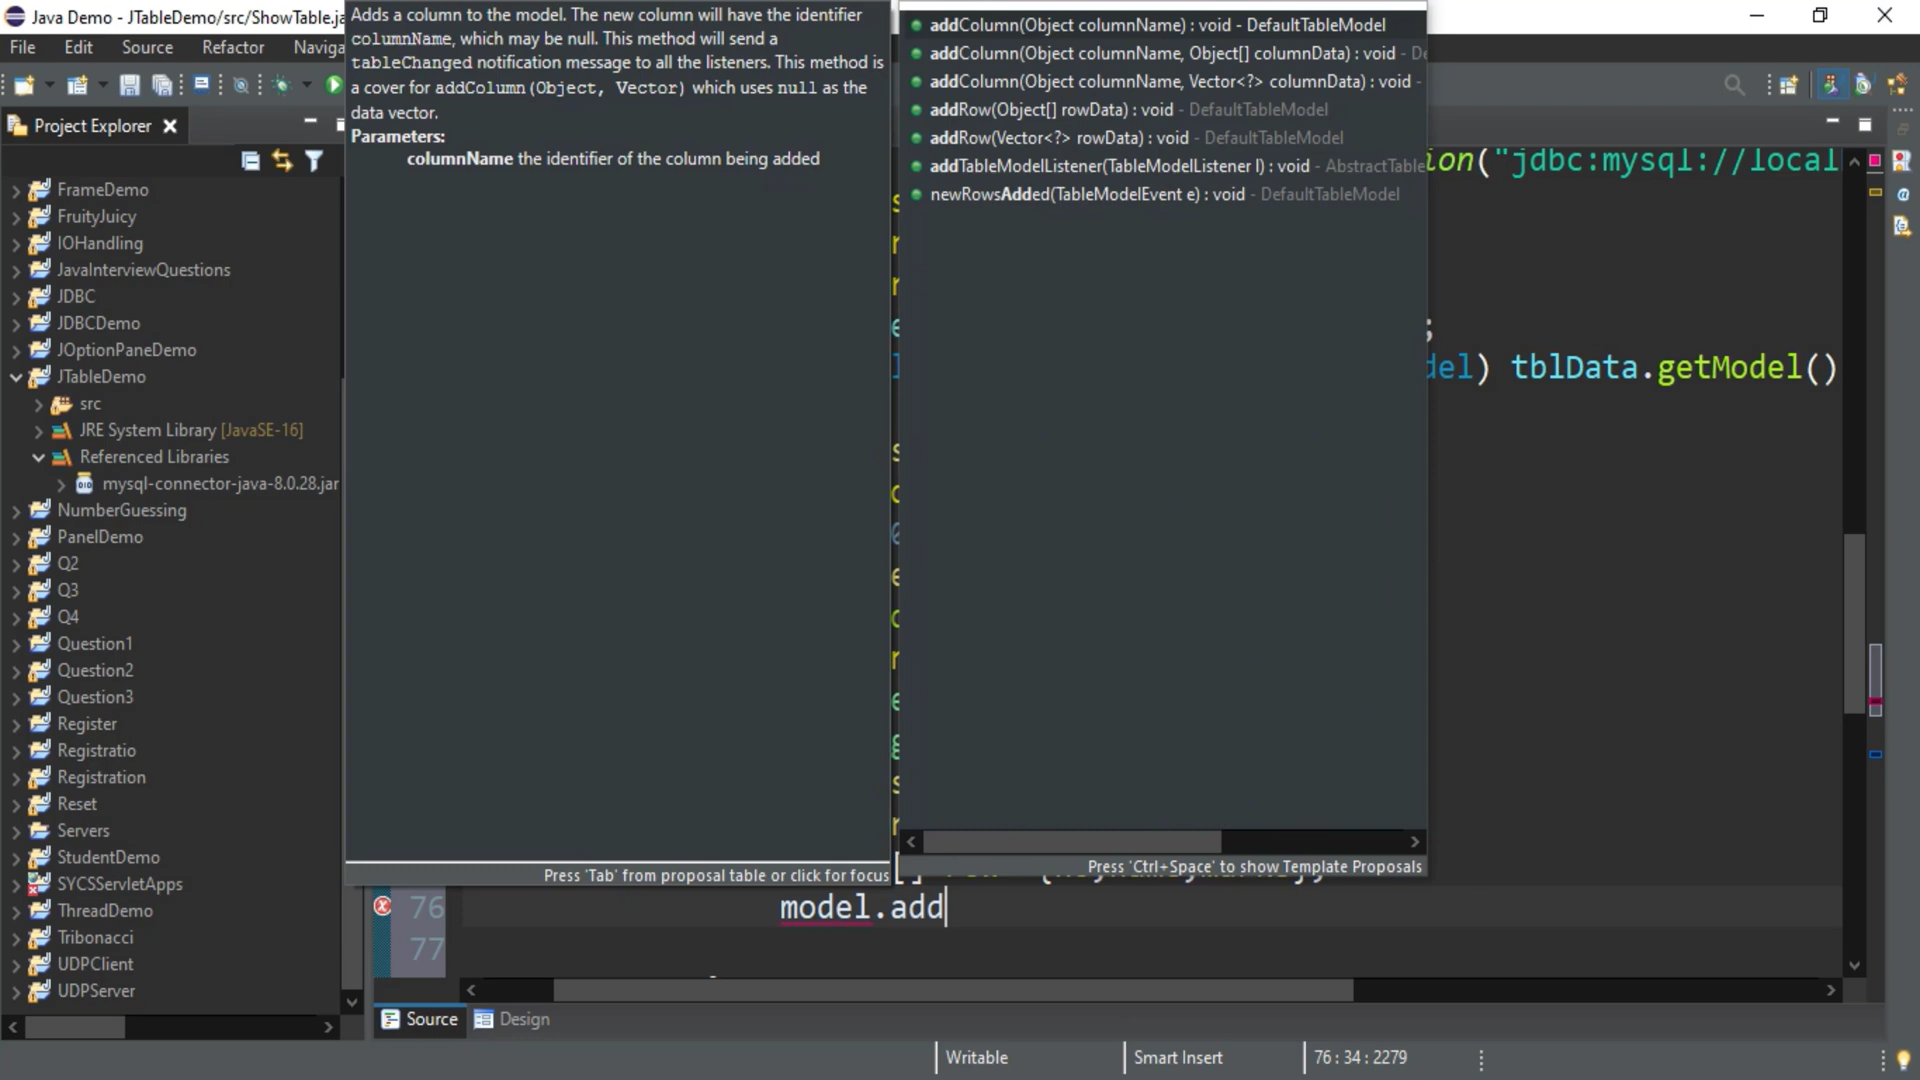 Java Demo - JTableDemo/src/ShowTable.ja
File Edit Source Refactor Naviga
Project Explorer
FrameDemo
FruityJuicy
IOHandling
JavaInterviewQuestions
JDBC
JDBCDemo
JOptionPaneDemo
JTableDemo
src
JRE System Library [JavaSE-16]
Referenced Libraries
mysql-connector-java-8.0.28.jar
NumberGuessing
PanelDemo
Q2
Q3
Q4
Question1
Question2
Question3
Register
Registratio
Registration
Reset
Servers
StudentDemo
SYCSServletApps
ThreadDemo
Tribonacci
UDPClient
UDPServer
Adds a column to the model. The new column will have the identifier
columnName, which may be null. This method will send a
tableChanged notification message to all the listeners. This method is
a cover for addColumn(Object, Vector) which uses null as the
data vector.
Parameters:
columnName the identifier of the column being added
Press 'Tab' from proposal table or click for focus
addColumn(Object columnName) : void - DefaultTableModel
addColumn(Object columnName, Object[] columnData) : void - De
addColumn(Object columnName, Vector<?> columnData) : void -
addRow(Object[] rowData) : void - DefaultTableModel
addRow(Vector<?> rowData) : void - DefaultTableModel
addTableModelListener(TableModelListener l) : void - AbstractTable
newRowsAdded(TableModelEvent e) : void - DefaultTableModel
Press 'Ctrl+Space' to show Template Proposals
ion("jdbc:mysql://local
;
del) tblData.getModel()
76 model.add
77
Source Design
Writable Smart Insert 76 : 34 : 2279